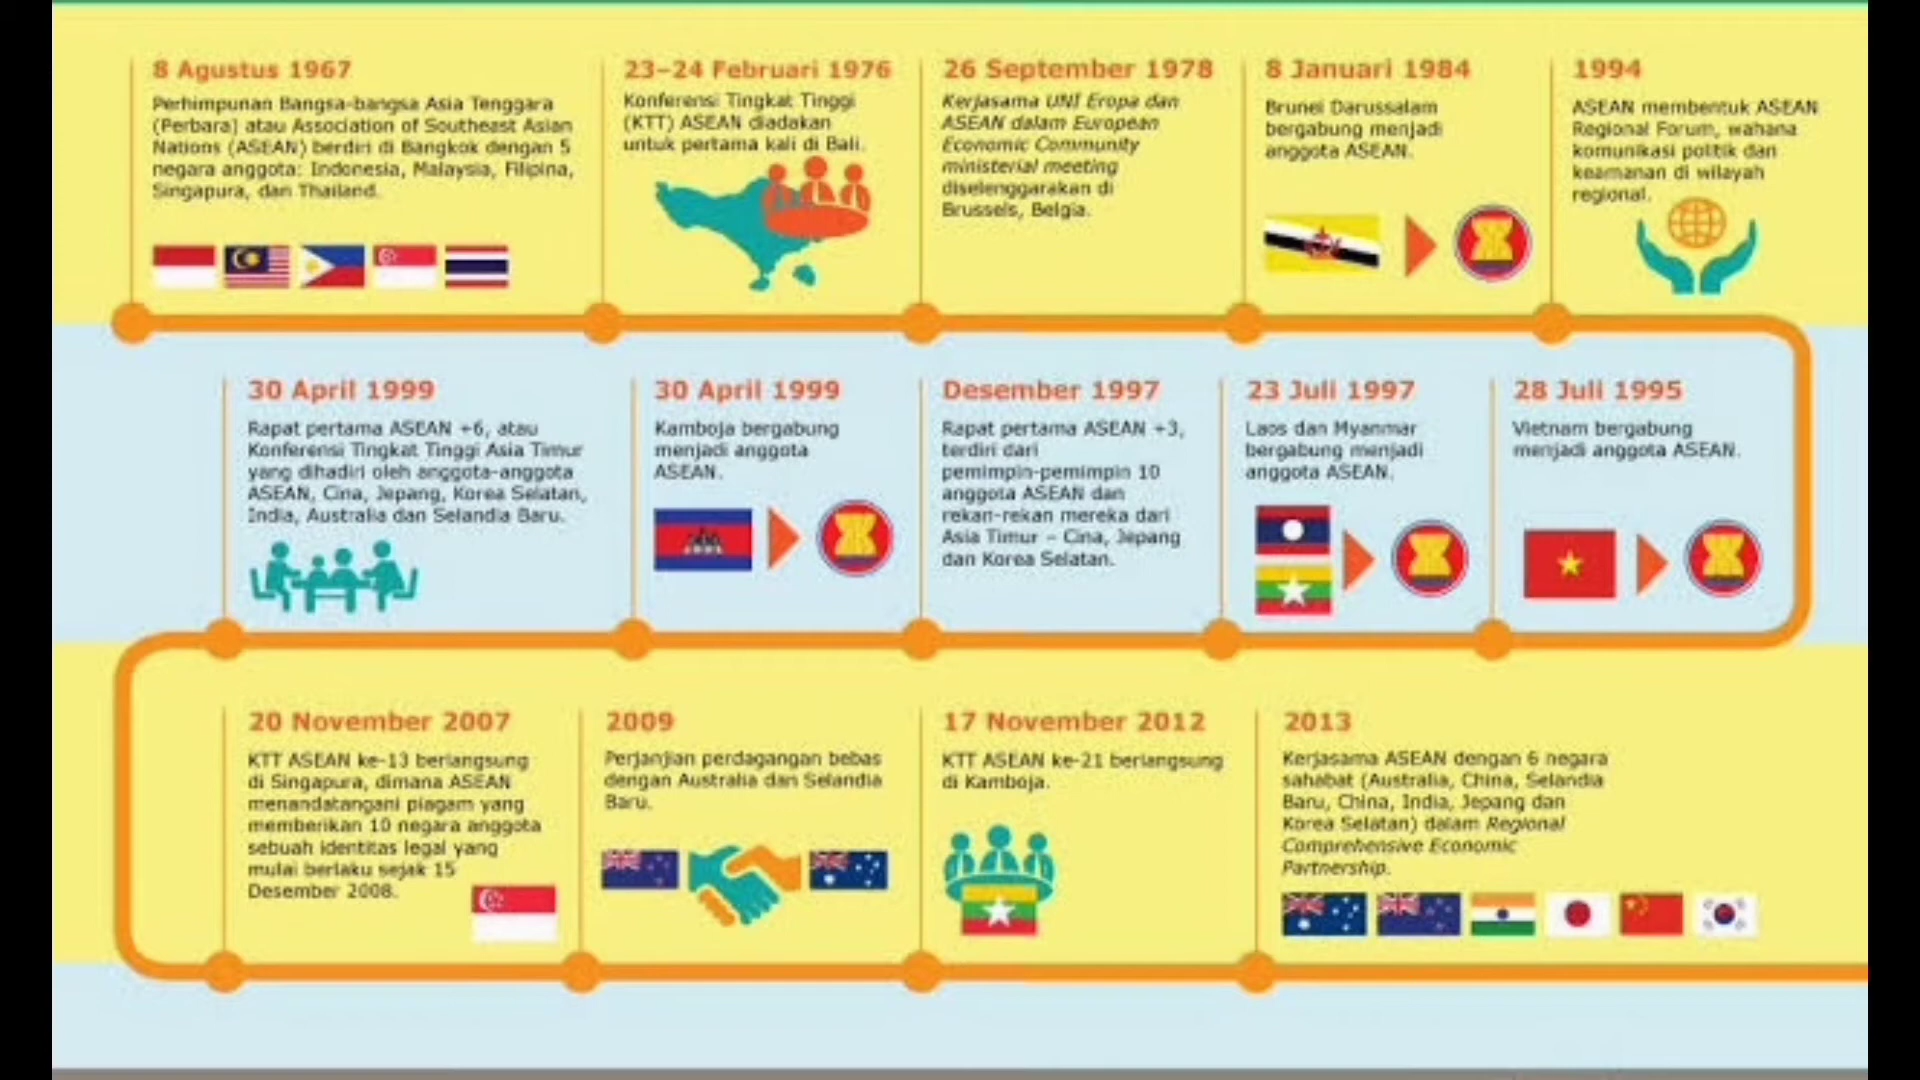 8 Agustus 1967
Perhimpunan Bangsa-bangsa Asia Tenggara
(Perbara) atau Association of Southeast Asian
Nations (ASEAN) berdiri di Bangkok dengan 5
negara anggota: Indonesia, Malaysia, Filipina,
Singapura, dan Thailand.
23-24 Februari 1976
Konferensi Tingkat Tinggi
(KTT) ASEAN diadakan
untuk pertama kali di Bali.
26 September 1978
Kerjasama UNI Eropa dan
ASEAN dalam European
Economic Community
ministerial meeting
diselenggarakan di
Brussels, Belgia.
8 Januari 1984
Brunei Darussalam
bergabung menjadi
anggota ASEAN.
1994
ASEAN membentuk ASEAN
Regional Forum, wahana
komunikasi politik dan
keamanan di wilayah
regional.
28 Juli 1995
Vietnam bergabung
menjadi anggota ASEAN.
23 Juli 1997
Laos dan Myanmar
bergabung menjadi
anggota ASEAN.
Desember 1997
Rapat pertama ASEAN +3,
terdiri dari
pemimpin-pemimpin 10
anggota ASEAN dan
rekan-rekan mereka dari
Asia Timur – Cina, Jepang
dan Korea Selatan.
30 April 1999
Kamboja bergabung
menjadi anggota
ASEAN.
30 April 1999
Rapat pertama ASEAN +6, atau
Konferensi Tingkat Tinggi Asia Timur
yang dihadiri oleh anggota-anggota
ASEAN, Cina, Jepang, Korea Selatan,
India, Australia dan Selandia Baru.
20 November 2007
KTT ASEAN ke-13 berlangsung
di Singapura, dimana ASEAN
menandatangani piagam yang
memberikan 10 negara anggota
sebuah identitas legal yang
mulai berlaku sejak 15
Desember 2008.
2009
Perjanjian perdagangan bebas
dengan Australia dan Selandia
Baru.
17 November 2012
KTT ASEAN ke-21 berlangsung
di Kamboja.
2013
Kerjasama ASEAN dengan 6 negara
sahabat (Australia, China, Selandia
Baru, China, India, Jepang dan
Korea Selatan) dalam Regional
Comprehensive Economic
Partnership.